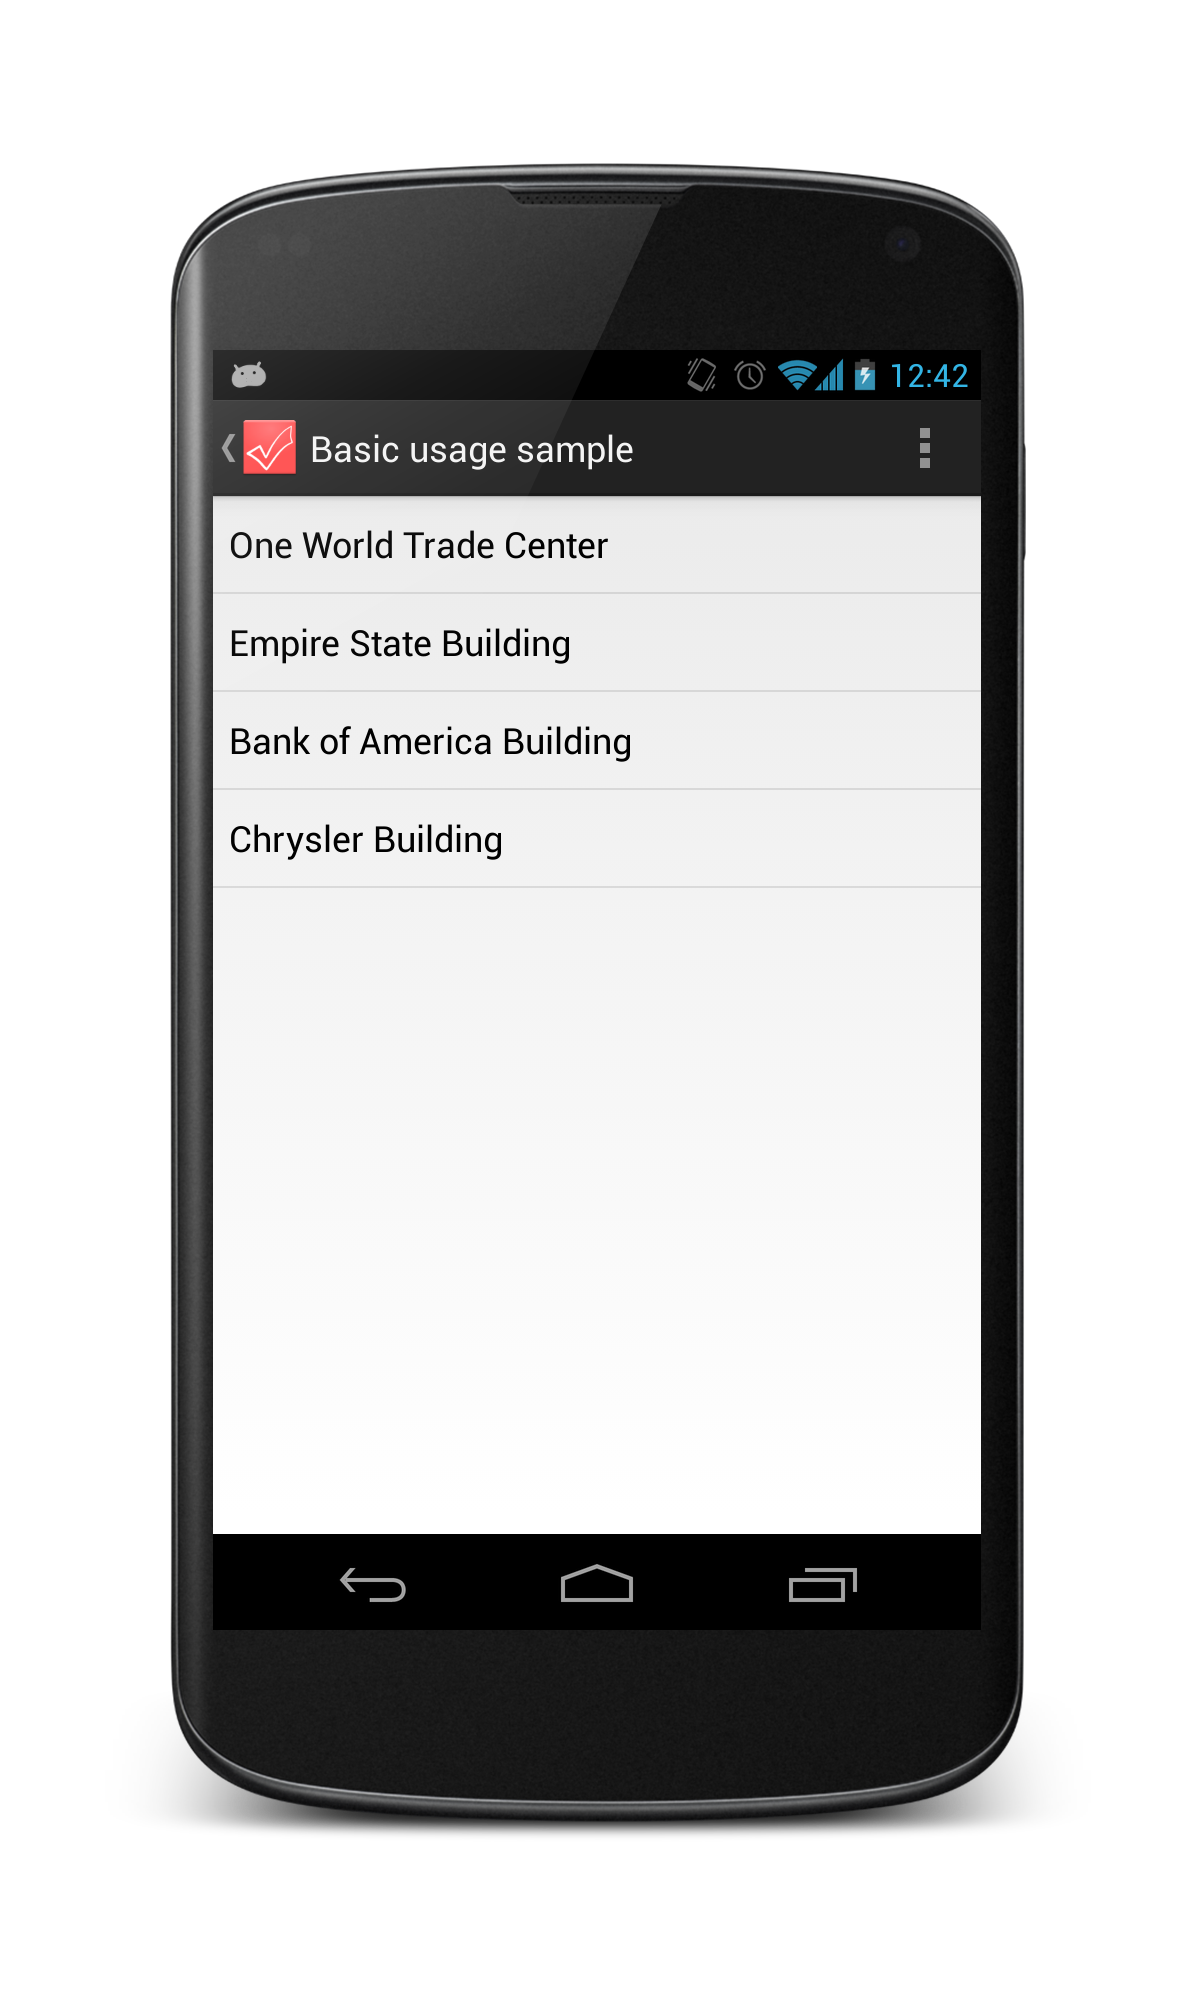 12:42
Basic usage sample
One World Trade Center
Empire State Building
Bank of America Building
Chrysler Building